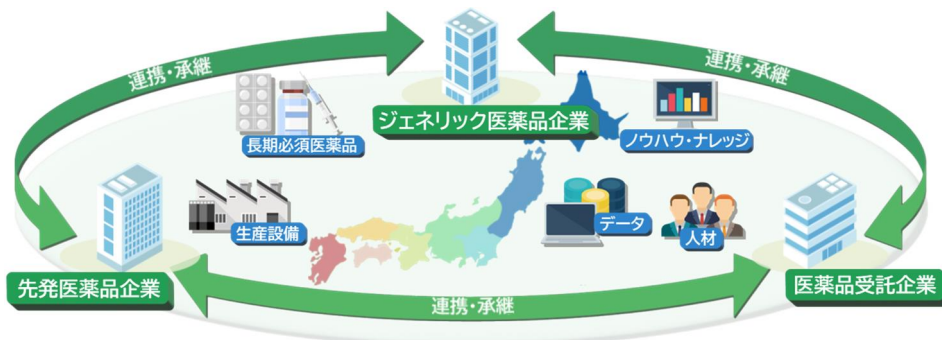 連携・承継
連携・承継
ジェネリック医薬品企業
長期必須医薬品
ノウハウ・ナレッジ
生産設備
データ
人材
先発医薬品企業
医薬品受託企業
連携・承継